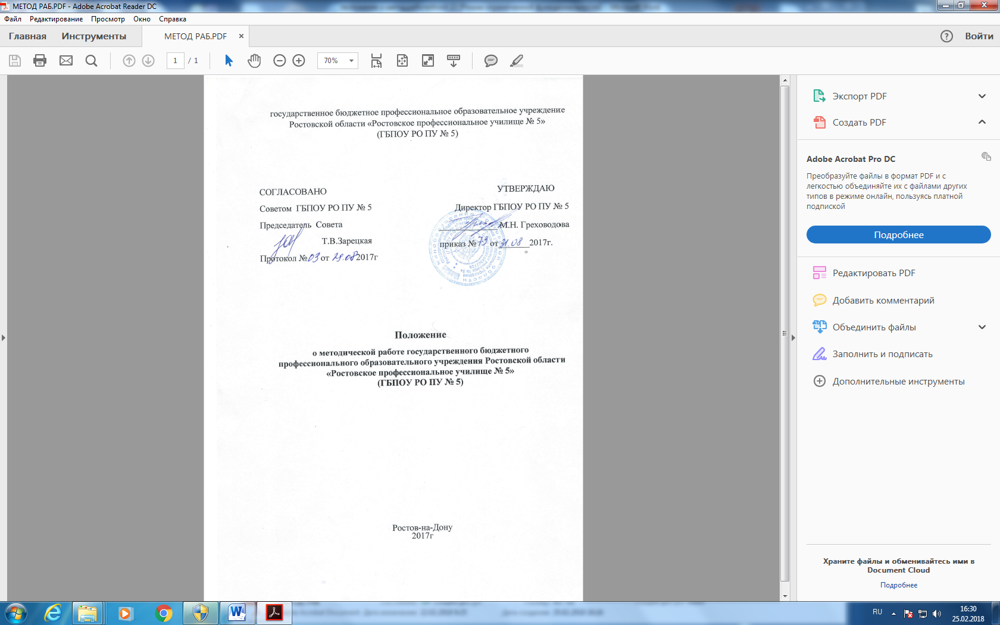 МЕТОД РАБ.PDF - Adobe Acrobat Reader DC
Файл Редактирование Просмотр Окно Справка
Главная Инструменты МЕТОД РАБ.PDF × Войти
1 / 1 70%
государственное бюджетное профессиональное образовательное учреждение
Ростовской области «Ростовское профессиональное училище № 5»
(ГБПОУ РО ПУ № 5)
СОГЛАСОВАНО
Советом ГБПОУ РО ПУ № 5
Председатель Совета
Т.В.Зарецкая
Протокол № 03 от 29.08 2017г
УТВЕРЖДАЮ
Директор ГБПОУ РО ПУ № 5
М.Н. Греховодова
приказ № 79 от 31.08 2017г.
Положение
о методической работе государственного бюджетного
профессионального образовательного учреждения Ростовской области
«Ростовское профессиональное училище № 5»
(ГБПОУ РО ПУ № 5)
Ростов-на-Дону
2017г
Экспорт PDF
Создать PDF
Adobe Acrobat Pro DC
Преобразуйте файлы в формат PDF и с
легкостью объединяйте их с файлами других
типов в режиме онлайн, пользуясь платной
подпиской
Подробнее
Редактировать PDF
Добавить комментарий
Объединить файлы
Заполнить и подписать
Дополнительные инструменты
Храните файлы и обменивайтесь ими в
Document Cloud
Подробнее
RU
16:30
25.02.2018